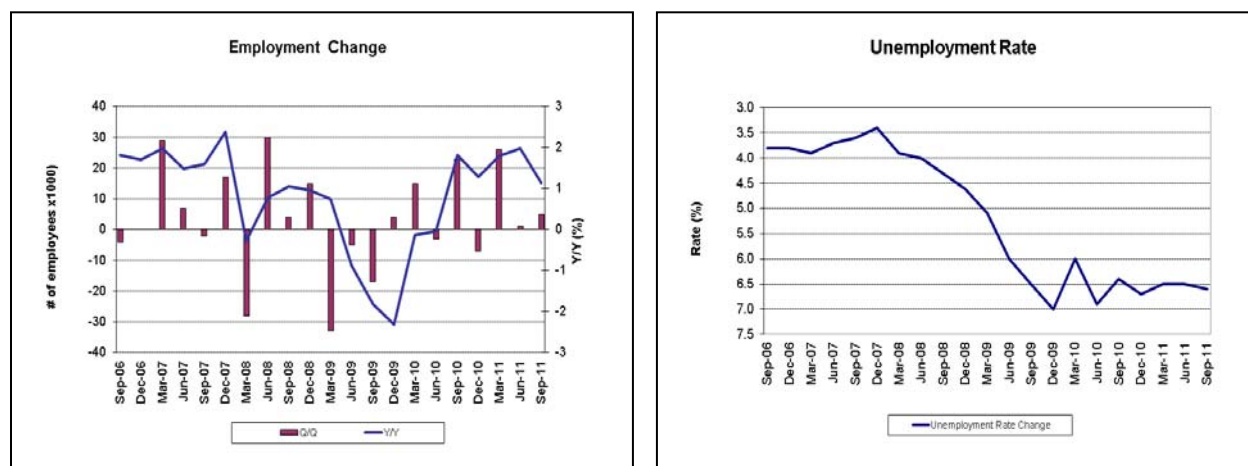 Employment Change
# of employees x1000)
40
30
20
10
0
-10
-20
-30
-40
3
2
1
0
-1
-2
-3
Y/Y (%)
Sep-06
Dec-06
Mar-07
Jun-07
Sep-07
Dec-07
Mar-08
Jun-08
Sep-08
Dec-08
Mar-09
Jun-09
Sep-09
Dec-09
Mar-10
Jun-10
Sep-10
Dec-10
Mar-11
Jun-11
Sep-11
Q/Q Y/Y
Unemployment Rate
Rate (%)
3.0
3.5
4.0
4.5
5.0
5.5
6.0
6.5
7.0
7.5
Sep-06
Dec-06
Mar-07
Jun-07
Sep-07
Dec-07
Mar-08
Jun-08
Sep-08
Dec-08
Mar-09
Jun-09
Sep-09
Dec-09
Mar-10
Jun-10
Sep-10
Dec-10
Mar-11
Jun-11
Sep-11
Unemployment Rate Change